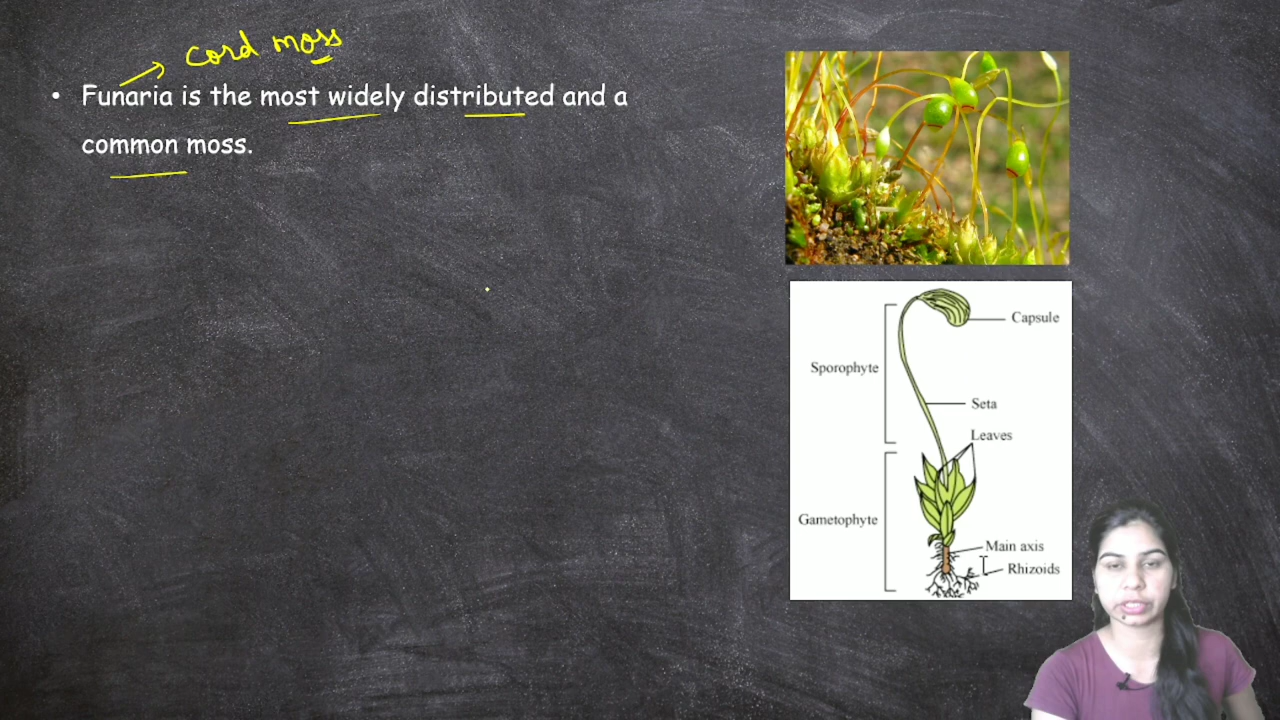 cord moss
• Funaria is the most widely distributed and a
common moss.
Capsule
Sporophyte
Seta
Leaves
Gametophyte
Main axis
Rhizoids